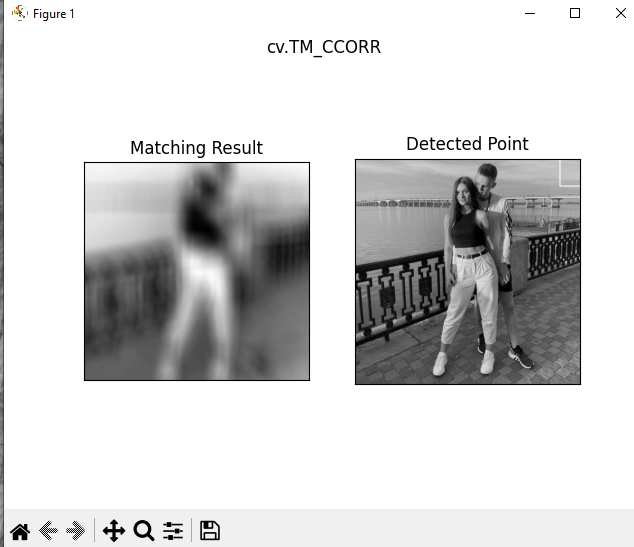 Figure 1
cv.TM_CCORR
Matching Result
Detected Point